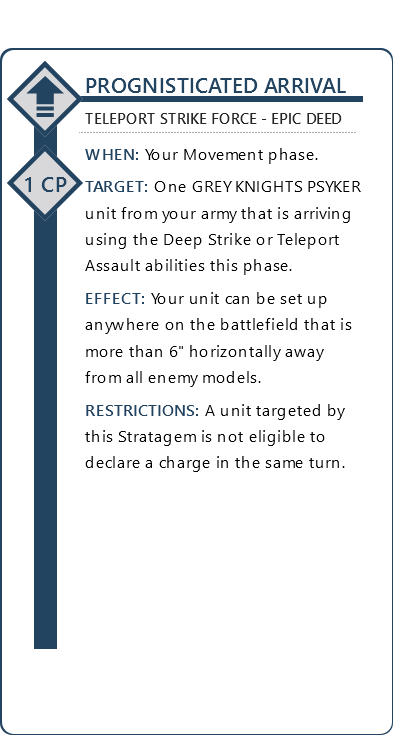 PROGNISTICATED ARRIVAL
TELEPORT STRIKE FORCE - EPIC DEED
WHEN: Your Movement phase.
1 CP
TARGET: One GREY KNIGHTS PSYKER
unit from your army that is arriving
using the Deep Strike or Teleport
Assault abilities this phase.
EFFECT: Your unit can be set up
anywhere on the battlefield that is
more than 6" horizontally away
from all enemy models.
RESTRICTIONS: A unit targeted by
this Stratagem is not eligible to
declare a charge in the same turn.